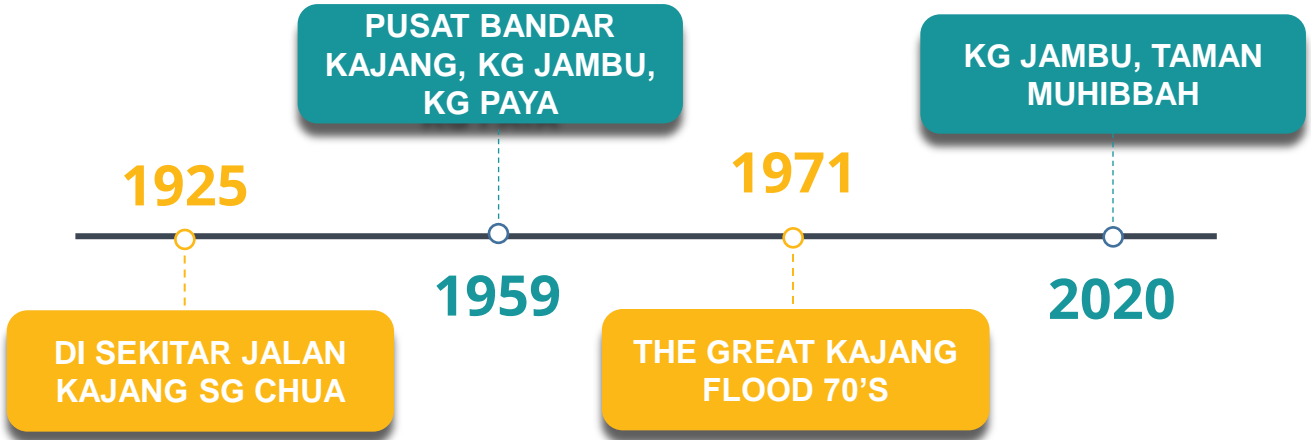 PUSAT BANDAR
KAJANG, KG JAMBU,
KG PAYA
KG JAMBU, TAMAN
MUHIBBAH
1925
1971
1959
2020
DI SEKITAR JALAN
KAJANG SG CHUA
THE GREAT KAJANG
FLOOD 70’S